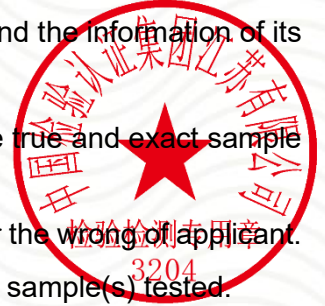 nd the information of its
中国检验认证集团江苏有限公司
e true and exact sample
r the wrong of applicant.
检验检测专用章
3204
sample(s) tested.